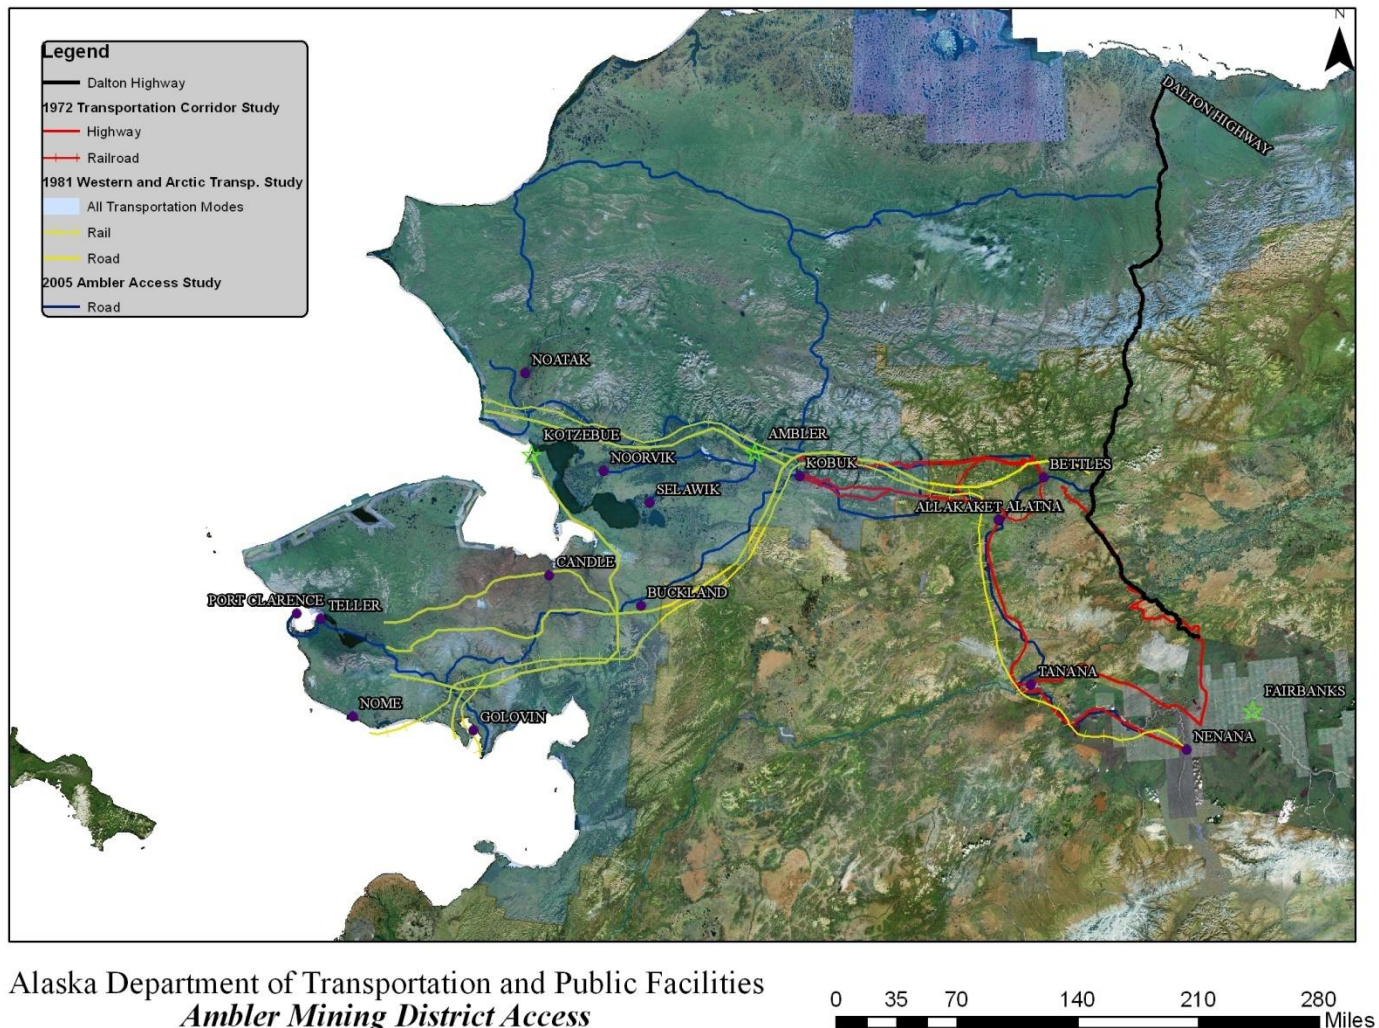 N
Legend
Dalton Highway
1972 Transportation Corridor Study
Highway
Railroad
1981 Western and Arctic Transp. Study
All Transportation Modes
Rail
Road
2005 Ambler Access Study
Road
DALTON HIGHWAY
NOATAK
KOTZEBUE
AMBLER
NOORVIK
KOBUK
BETTLES
SELAWIK
ALLAKAKET ALATNA
CANDLE
BUCKLAND
PORT CLARENCE
TELLER
TANANA
FAIRBANKS
NOME
GOLOVIN
NENANA
Alaska Department of Transportation and Public Facilities
Ambler Mining District Access
0 35 70 140 210 280
Miles